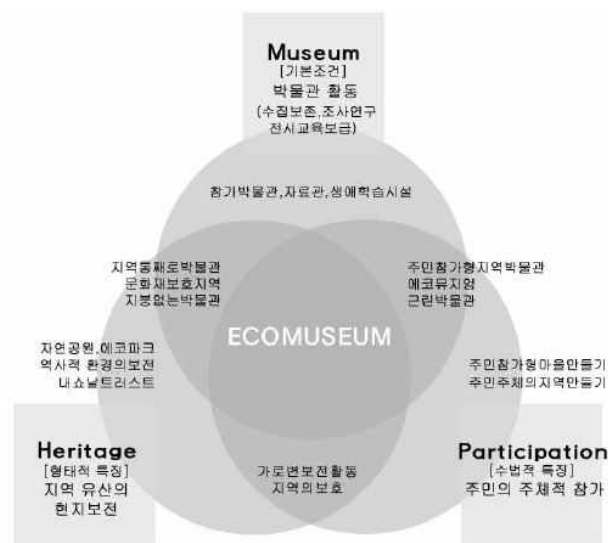 Museum
[기본조건]
박물관 활동
(수집보존,조사연구
전시교육보급)
참가박물관,자료관,생애학습시설
지역통째로박물관
문화재보호지역
지붕없는박물관
주민참가형지역박물관
에코뮤지엄
근린박물관
ECOMUSEUM
자연공원,에코파크
역사적 환경의보전
내쇼날트러스트
주민참가형마을만들기
주민주체의지역만들기
Heritage
[형태적 특징]
지역 유산의
현지보전
가로변보전활동
지역의보호
Participation
[수법적 특징]
주민의 주체적 참가